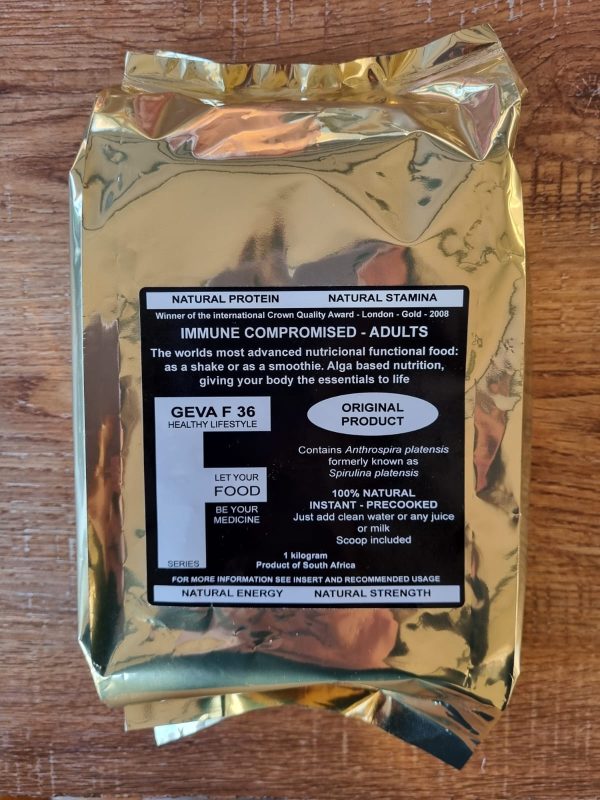 NATURAL PROTEIN NATURAL STAMINA
Winner of the international Crown Quality Award - London - Gold - 2008
IMMUNE COMPROMISED - ADULTS
The worlds most advanced nutricional functional food:
as a shake or as a smoothie. Alga based nutrition,
giving your body the essentials to life
GEVA F 36
HEALTHY LIFESTYLE
LET YOUR
FOOD
BE YOUR
MEDICINE
SERIES
ORIGINAL
PRODUCT
Contains Anthrospira platensis
formerly known as
Spirulina platensis
100% NATURAL
INSTANT - PRECOOKED
Just add clean water or any juice
or milk
Scoop included
1 kilogram
Product of South Africa
FOR MORE INFORMATION SEE INSERT AND RECOMMENDED USAGE
NATURAL ENERGY NATURAL STRENGTH